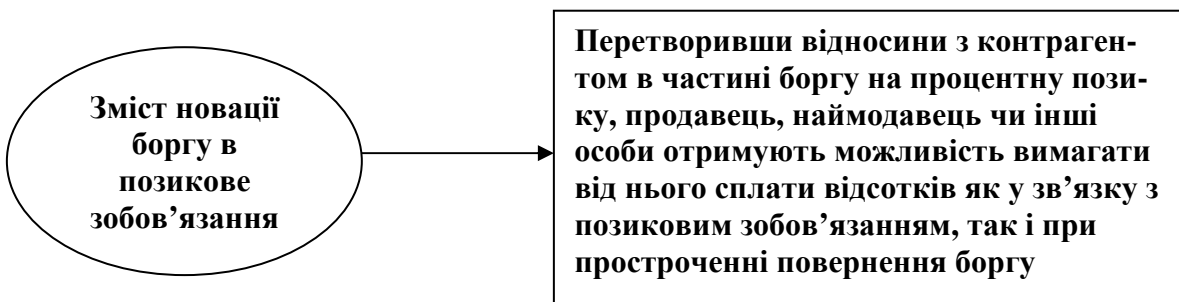 Зміст новації
боргу в
позикове
зобов’язання
Перетворивши відносини з контраген-
том в частині боргу на процентну пози-
ку, продавець, наймодавець чи інші
особи отримують можливість вимагати
від нього сплати відсотків як у зв’язку з
позиковим зобов’язанням, так і при
простроченні повернення боргу